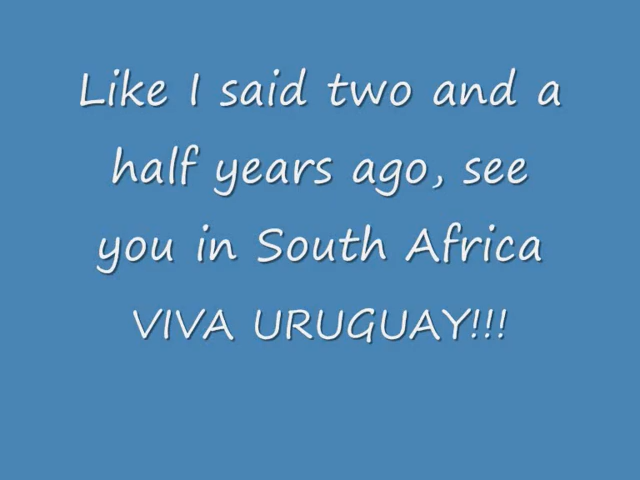 Like I said two and a
half years ago, see
you in South Africa
VIVA URUGUAY!!!